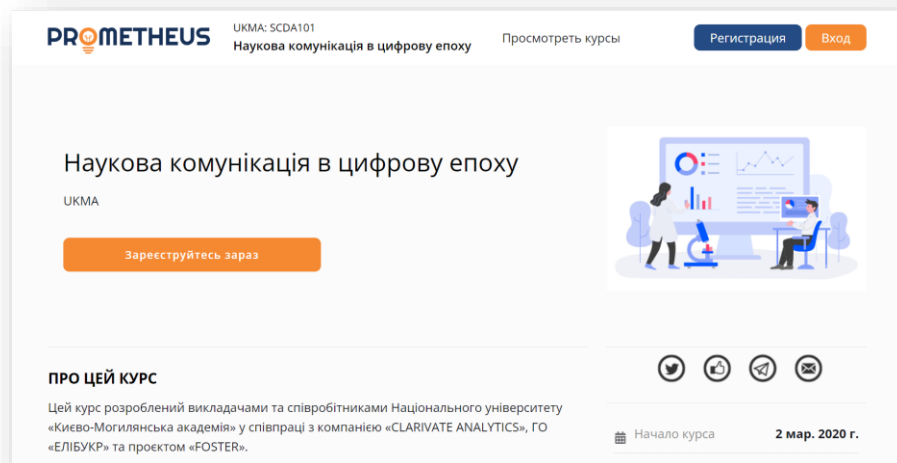 PROMETHEUS
UKMA: SCDA101
Наукова комунікація в цифрову епоху
Просмотреть курсы
Регистрация
Вход
Наукова комунікація в цифрову епоху
UKMA
Зареєструйтесь зараз
ПРО ЦЕЙ КУРС
Цей курс розроблений викладачами та співробітниками Національного університету
«Києво-Могилянська академія» у співпраці з компанією «CLARIVATE ANALYTICS», ГО
«ЕЛІБУКР» та проєктом «FOSTER».
Начало курса
2 мар. 2020 г.